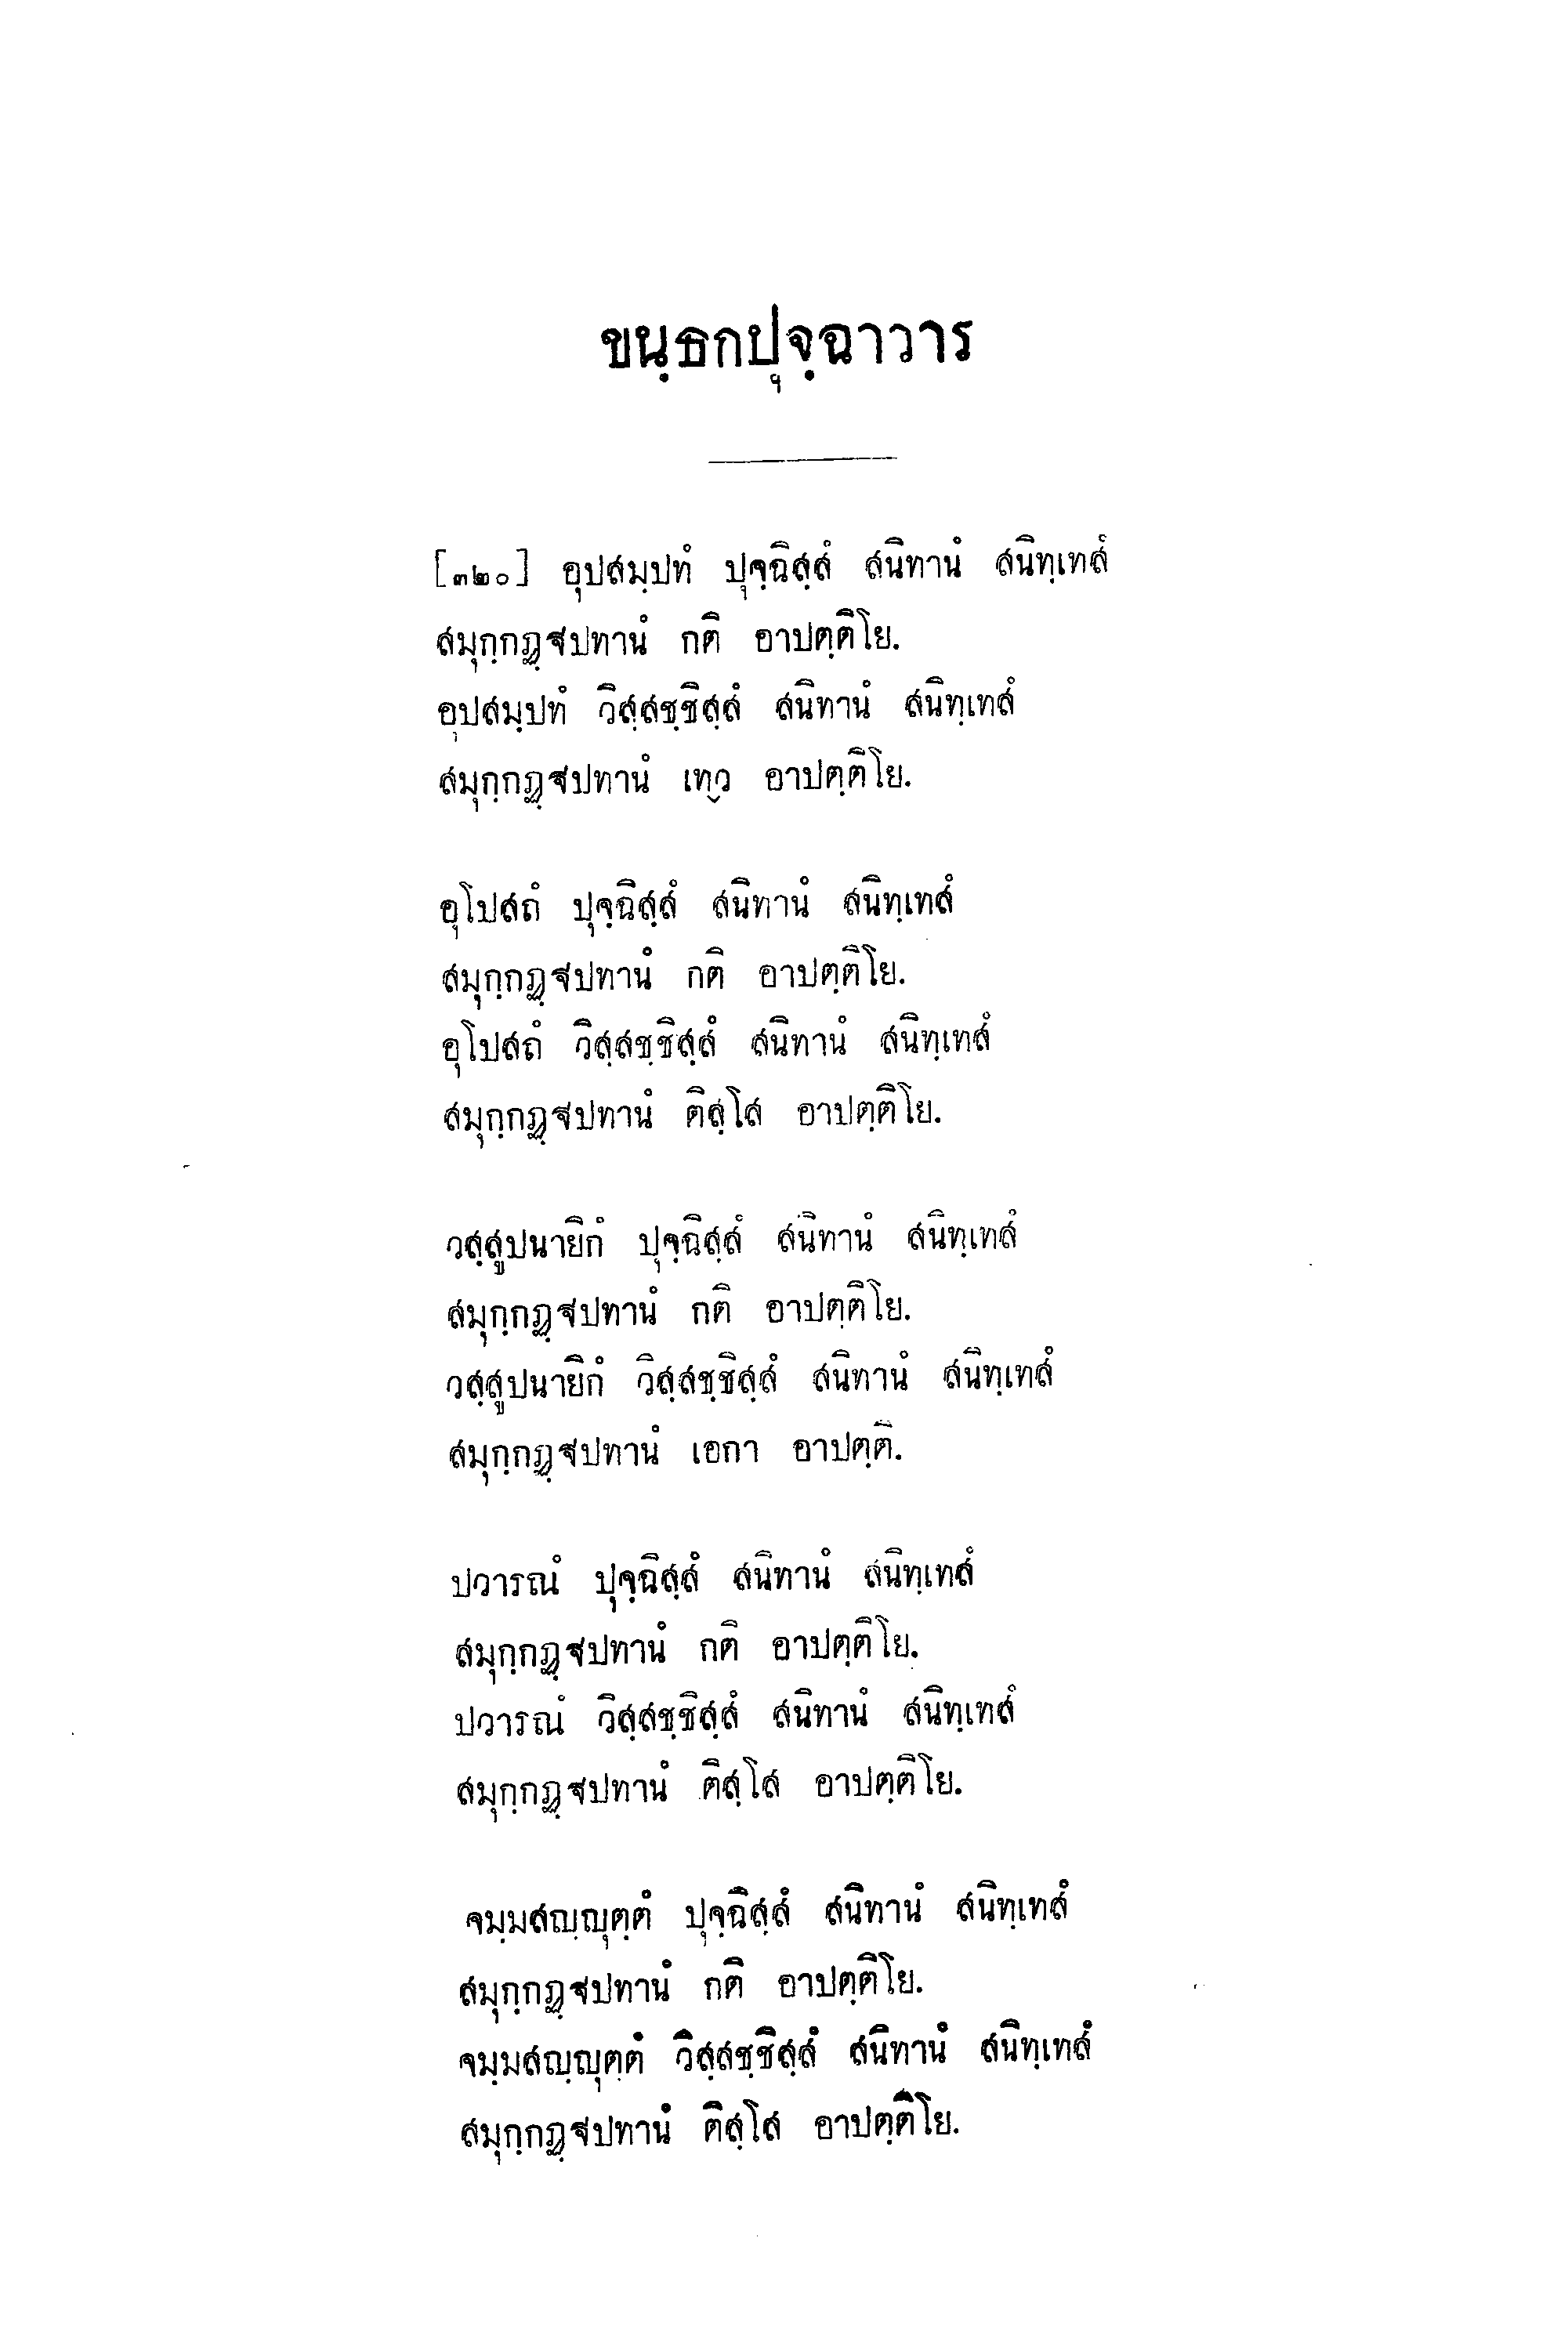 ขนฺธกปุจฺฉาวาร
[๓๒๐] อุปสมฺปทํ ปุจฺฉิสฺสํ สนิทานํ สนิทฺเทสํ
สมุกฺกฏฺฐปทานํ กติ อาปตฺติโย.
อุปสมฺปทํ วิสฺสชฺชิสฺสํ สนิทานํ สนิทฺเทสํ
สมุกฺกฏฺฐปทานํ เทฺว อาปตฺติโย.
อุโปสถํ ปุจฺฉิสฺสํ สนิทานํ สนิทฺเทสํ
สมุกฺกฏฺฐปทานํ กติ อาปตฺติโย.
อุโปสถํ วิสฺสชฺชิสฺสํ สนิทานํ สนิทฺเทสํ
สมุกฺกฏฺฐปทานํ ติสฺโส อาปตฺติโย.
วสฺสูปนายิกํ ปุจฺฉิสฺสํ สนิทานํ สนิทฺเทสํ
สมุกฺกฏฺฐปทานํ กติ อาปตฺติโย.
วสฺสูปนายิกํ วิสฺสชฺชิสฺสํ สนิทานํ สนิทฺเทสํ
สมุกฺกฏฺฐปทานํ เอกา อาปตฺติ.
ปวารณํ ปุจฺฉิสฺสํ สนิทานํ สนิทฺเทสํ
สมุกฺกฏฺฐปทานํ กติ อาปตฺติโย.
ปวารณํ วิสฺสชฺชิสฺสํ สนิทานํ สนิทฺเทสํ
สมุกฺกฏฺฐปทานํ ติสฺโส อาปตฺติโย.
จมฺมสญฺญุตฺตํ ปุจฺฉิสฺสํ สนิทานํ สนิทฺเทสํ
สมุกฺกฏฺฐปทานํ กติ อาปตฺติโย.
จมฺมสญฺญุตฺตํ วิสฺสชฺชิสฺสํ สนิทานํ สนิทฺเทสํ
สมุกฺกฏฺฐปทานํ ติสฺโส อาปตฺติโย.